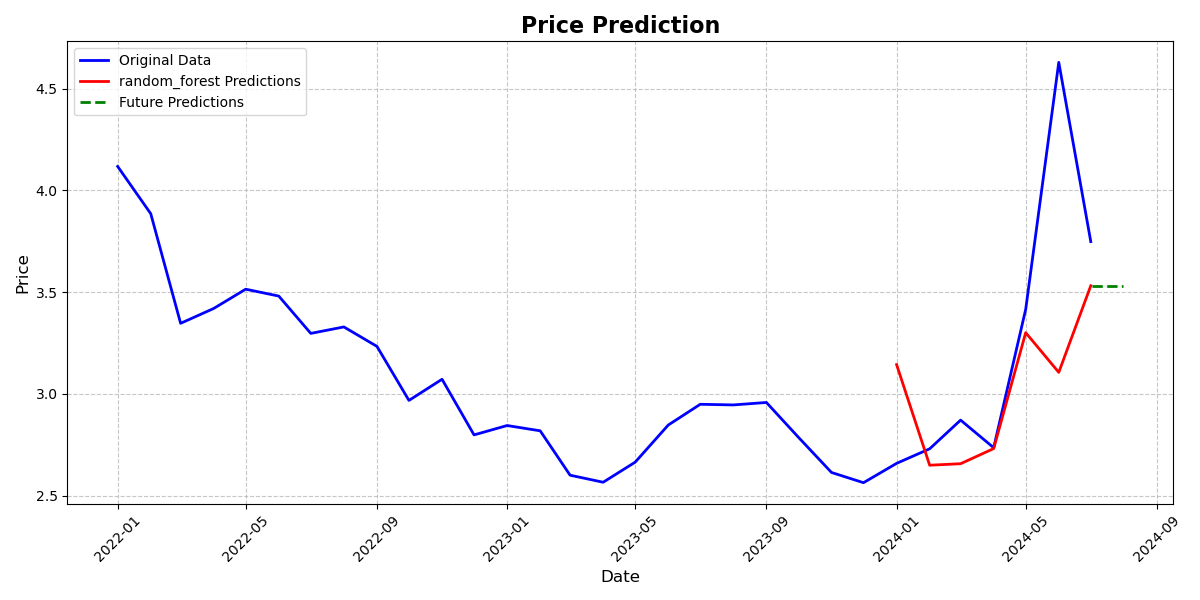 Price Prediction
Original Data
random_forest Predictions
Future Predictions
Price
4.5
4.0
3.5
3.0
2.5
2022-01
2022-05
2022-09
2023-01
2023-05
2023-09
2024-01
2024-05
2024-09
Date